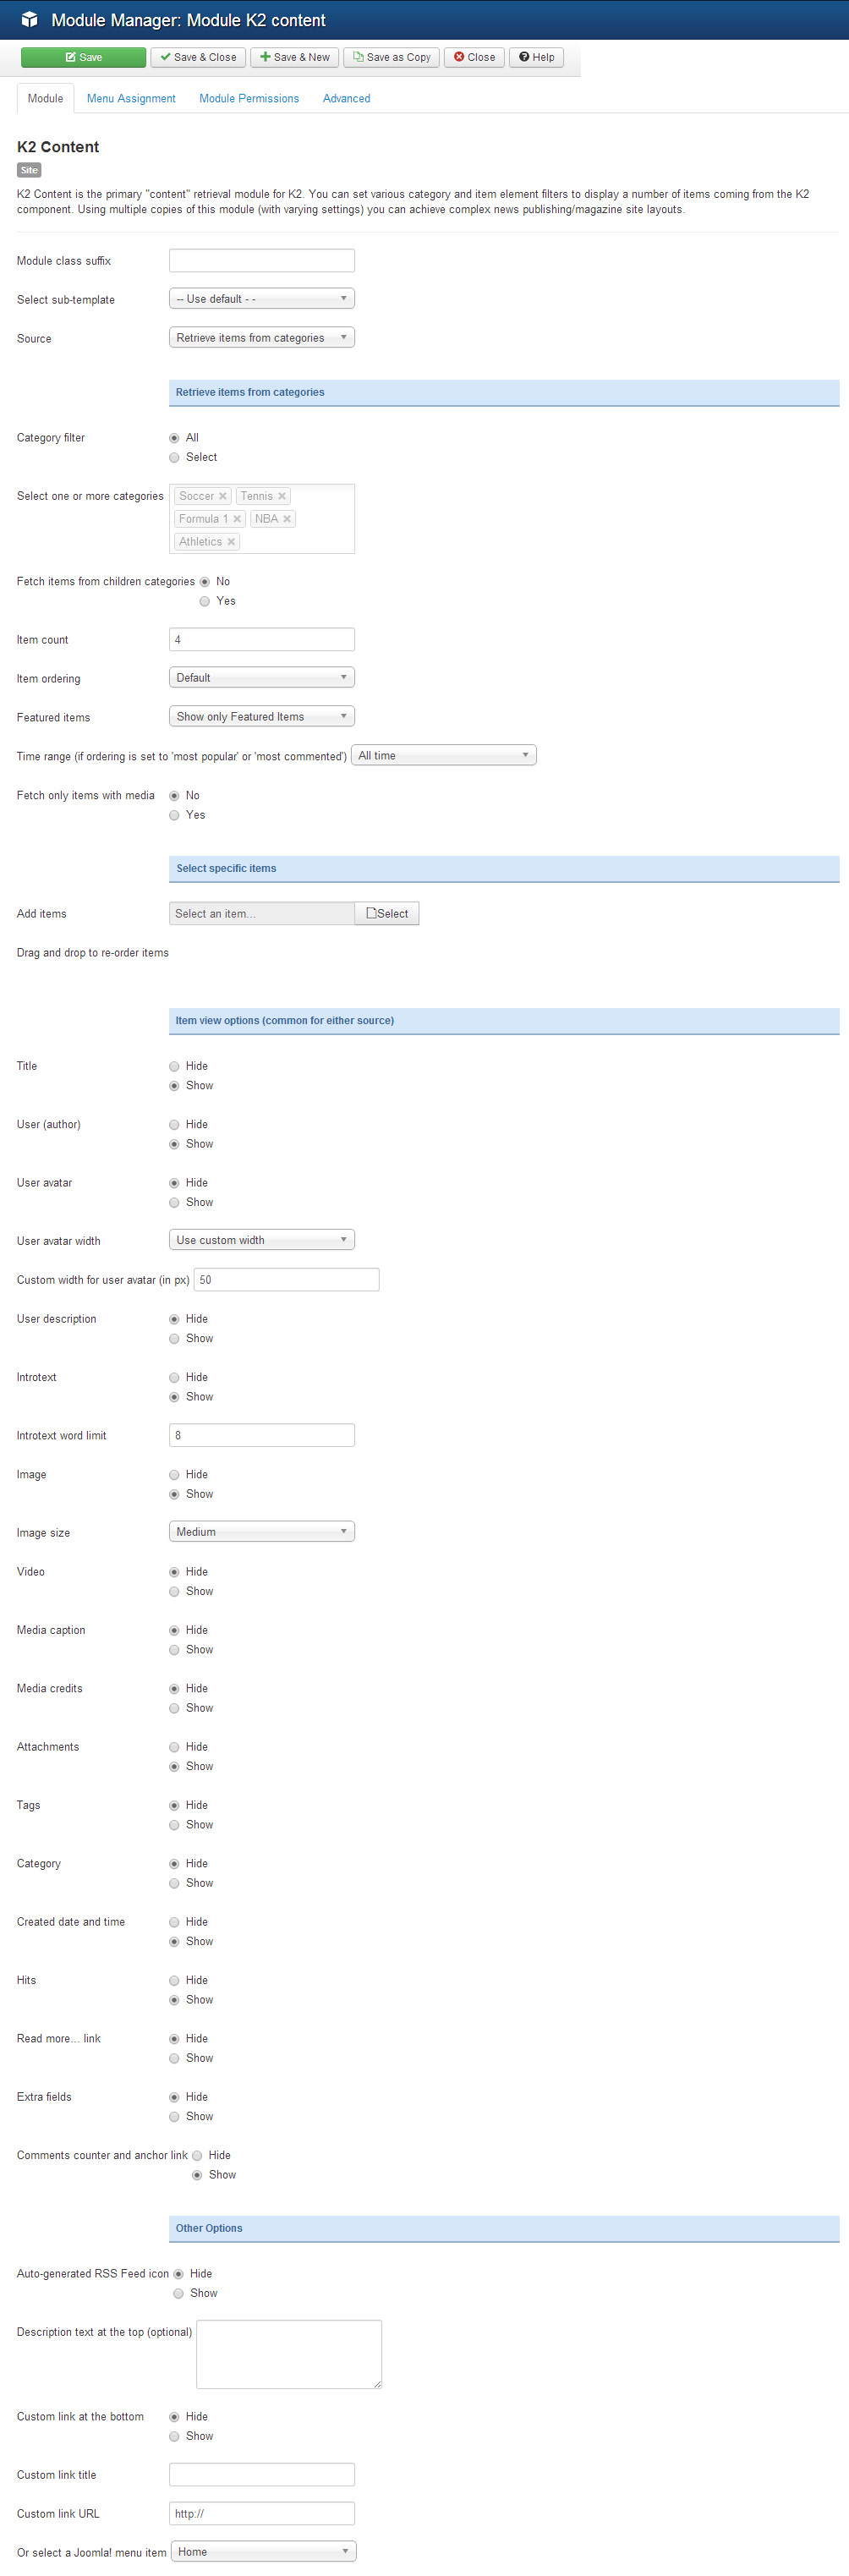 Module Manager: Module K2 content
Save Save & Close Save & New Save as Copy Close Help
Module Menu Assignment Module Permissions Advanced
K2 Content
Site
K2 Content is the primary "content" retrieval module for K2. You can set various category and item element filters to display a number of items coming from the K2
component. Using multiple copies of this module (with varying settings) you can achieve complex news publishing/magazine site layouts.
Module class suffix
Select sub-template -- Use default - -
Source Retrieve items from categories
Retrieve items from categories
Category filter All
Select
Select one or more categories Soccer Tennis
Formula 1 NBA
Athletics
Fetch items from children categories No
Yes
Item count 4
Item ordering Default
Featured items Show only Featured Items
Time range (if ordering is set to 'most popular' or 'most commented') All time
Fetch only items with media No
Yes
Select specific items
Add items Select an item... Select
Drag and drop to re-order items
Item view options (common for either source)
Title Hide
Show
User (author) Hide
Show
User avatar Hide
Show
User avatar width Use custom width
Custom width for user avatar (in px) 50
User description Hide
Show
Introtext Hide
Show
Introtext word limit 8
Image Hide
Show
Image size Medium
Video Hide
Show
Media caption Hide
Show
Media credits Hide
Show
Attachments Hide
Show
Tags Hide
Show
Category Hide
Show
Created date and time Hide
Show
Hits Hide
Show
Read more... link Hide
Show
Extra fields Hide
Show
Comments counter and anchor link Hide
Show
Other Options
Auto-generated RSS Feed icon Hide
Show
Description text at the top (optional)
Custom link at the bottom Hide
Show
Custom link title
Custom link URL http://
Or select a Joomla! menu item Home